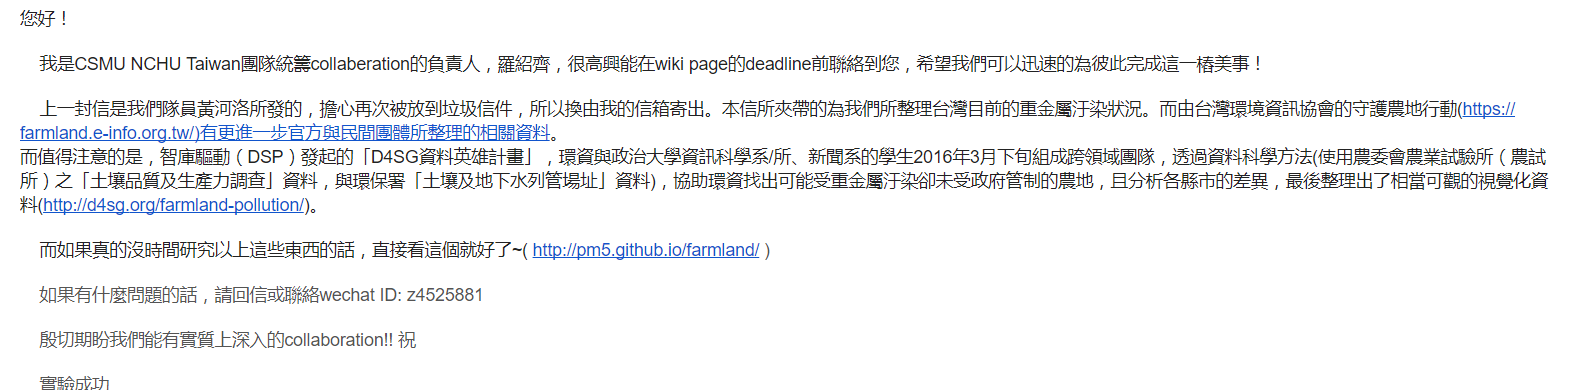 您好！
我是CSMU NCHU Taiwan團隊統籌collaberation的負責人，羅紹齊，很高興能在wiki page的deadline前聯絡到您，希望我們可以迅速的為彼此完成這一樁美事！
上一封信是我們隊員黃河洛所發的，擔心再次被放到垃圾信件，所以換由我的信箱寄出。本信所夾帶的為我們所整理台灣目前的重金屬汙染狀況。而由台灣環境資訊協會的守護農地行動(https://
farmland.e-info.org.tw/)有更進一步官方與民間團體所整理的相關資料。
而值得注意的是，智庫驅動（DSP）發起的「D4SG資料英雄計畫」，環資與政治大學資訊科學系/所、新聞系的學生2016年3月下旬組成跨領域團隊，透過資料科學方法(使用農委會農業試驗所（農試
所）之「土壤品質及生產力調查」資料，與環保署「土壤及地下水列管場址」資料)，協助環資找出可能受重金屬汙染卻未受政府管制的農地，且分析各縣市的差異，最後整理出了相當可觀的視覺化資
料(http://d4sg.org/farmland-pollution/)。
而如果真的沒時間研究以上這些東西的話，直接看這個就好了~( http://pm5.github.io/farmland/ )
如果有什麼問題的話，請回信或聯絡wechat ID: z4525881
殷切期盼我們能有實質上深入的collaboration!! 祝
實驗成功